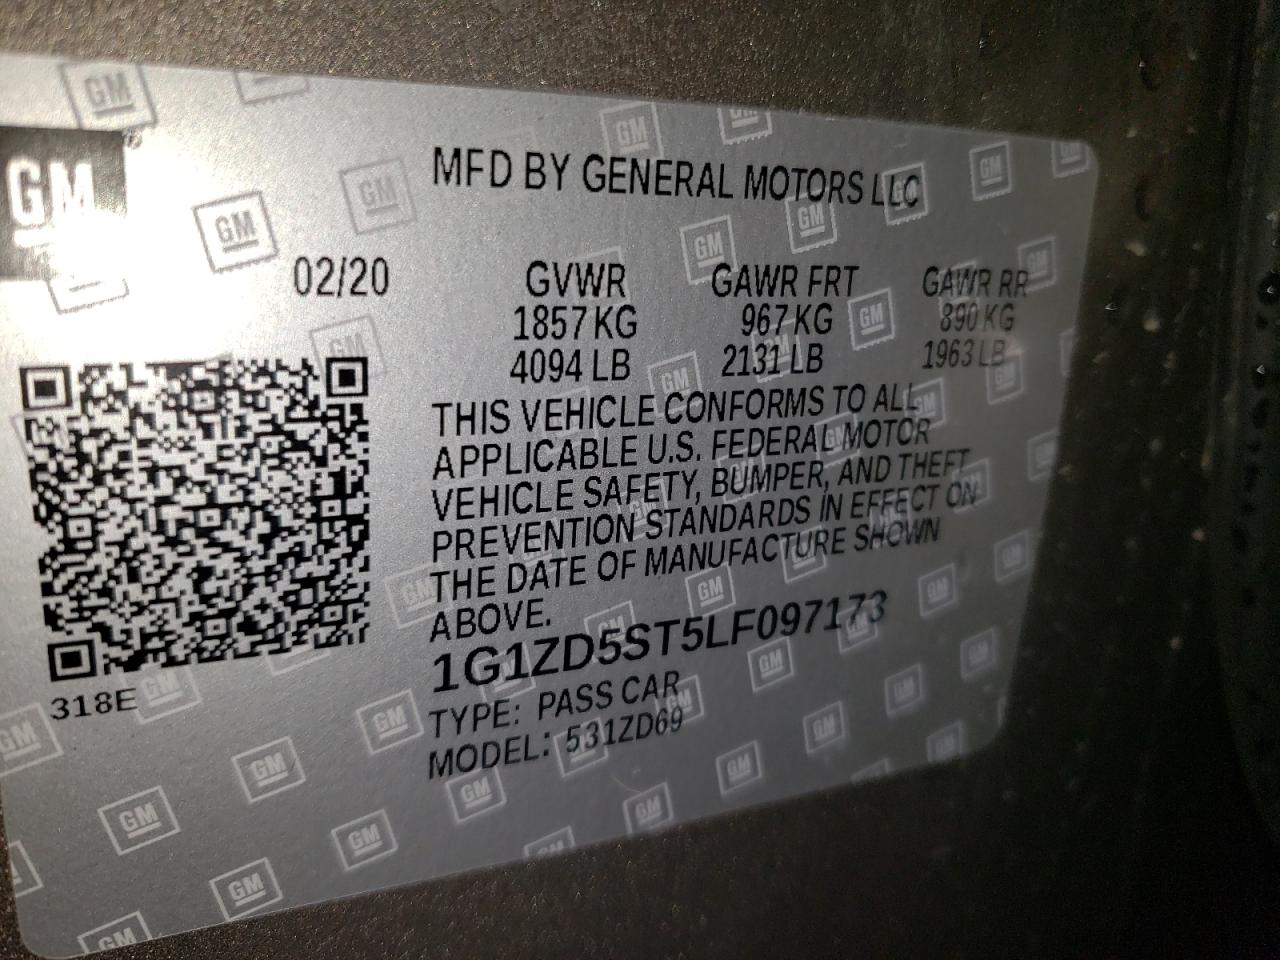 GM
MFD BY GENERAL MOTORS LLC
02/20 GVWR GAWR FRT GAWR RR
1857 KG 967 KG 890 KG
4094 LB 2131 LB 1963 LB
THIS VEHICLE CONFORMS TO ALL
APPLICABLE U.S. FEDERAL MOTOR
VEHICLE SAFETY, BUMPER, AND THEFT
PREVENTION STANDARDS IN EFFECT ON
THE DATE OF MANUFACTURE SHOWN
ABOVE.
1G1ZD5ST5LF097173
318E
TYPE: PASS CAR
MODEL: 531ZD69